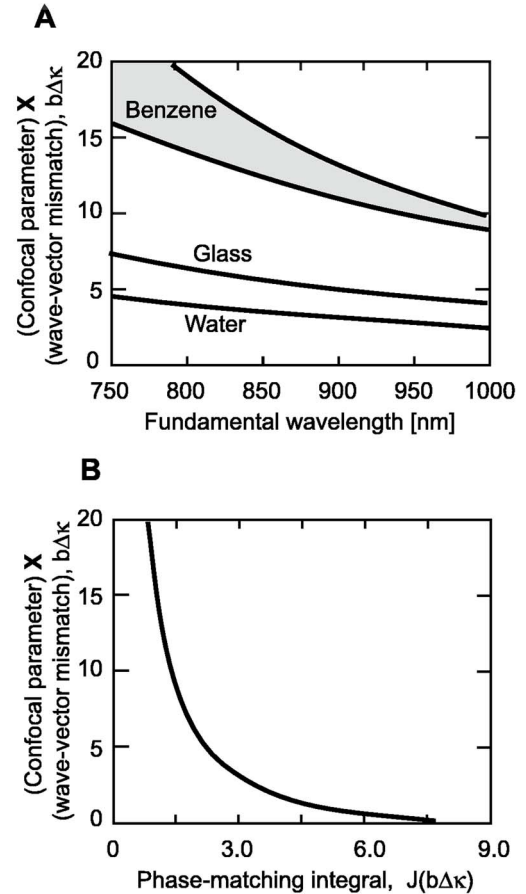 A
(Confocal parameter) X
(wave-vector mismatch), bΔκ
20
15
10
5
0
Benzene
Glass
Water
750 800 850 900 950 1000
Fundamental wavelength [nm]
B
(Confocal parameter) X
(wave-vector mismatch), bΔκ
20
15
10
5
0
0 3.0 6.0 9.0
Phase-matching integral, J(bΔκ)